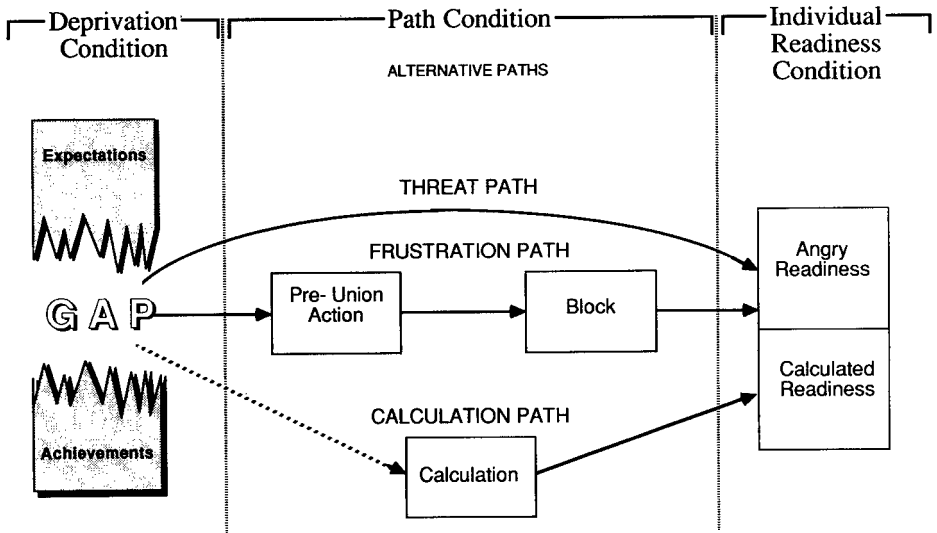 Deprivation
Condition
Path Condition
Individual
Readiness
Condition
ALTERNATIVE PATHS
Expectations
THREAT PATH
FRUSTRATION PATH
Angry
Readiness
GAP
Pre- Union
Action
Block
Calculated
Readiness
CALCULATION PATH
Achievements
Calculation